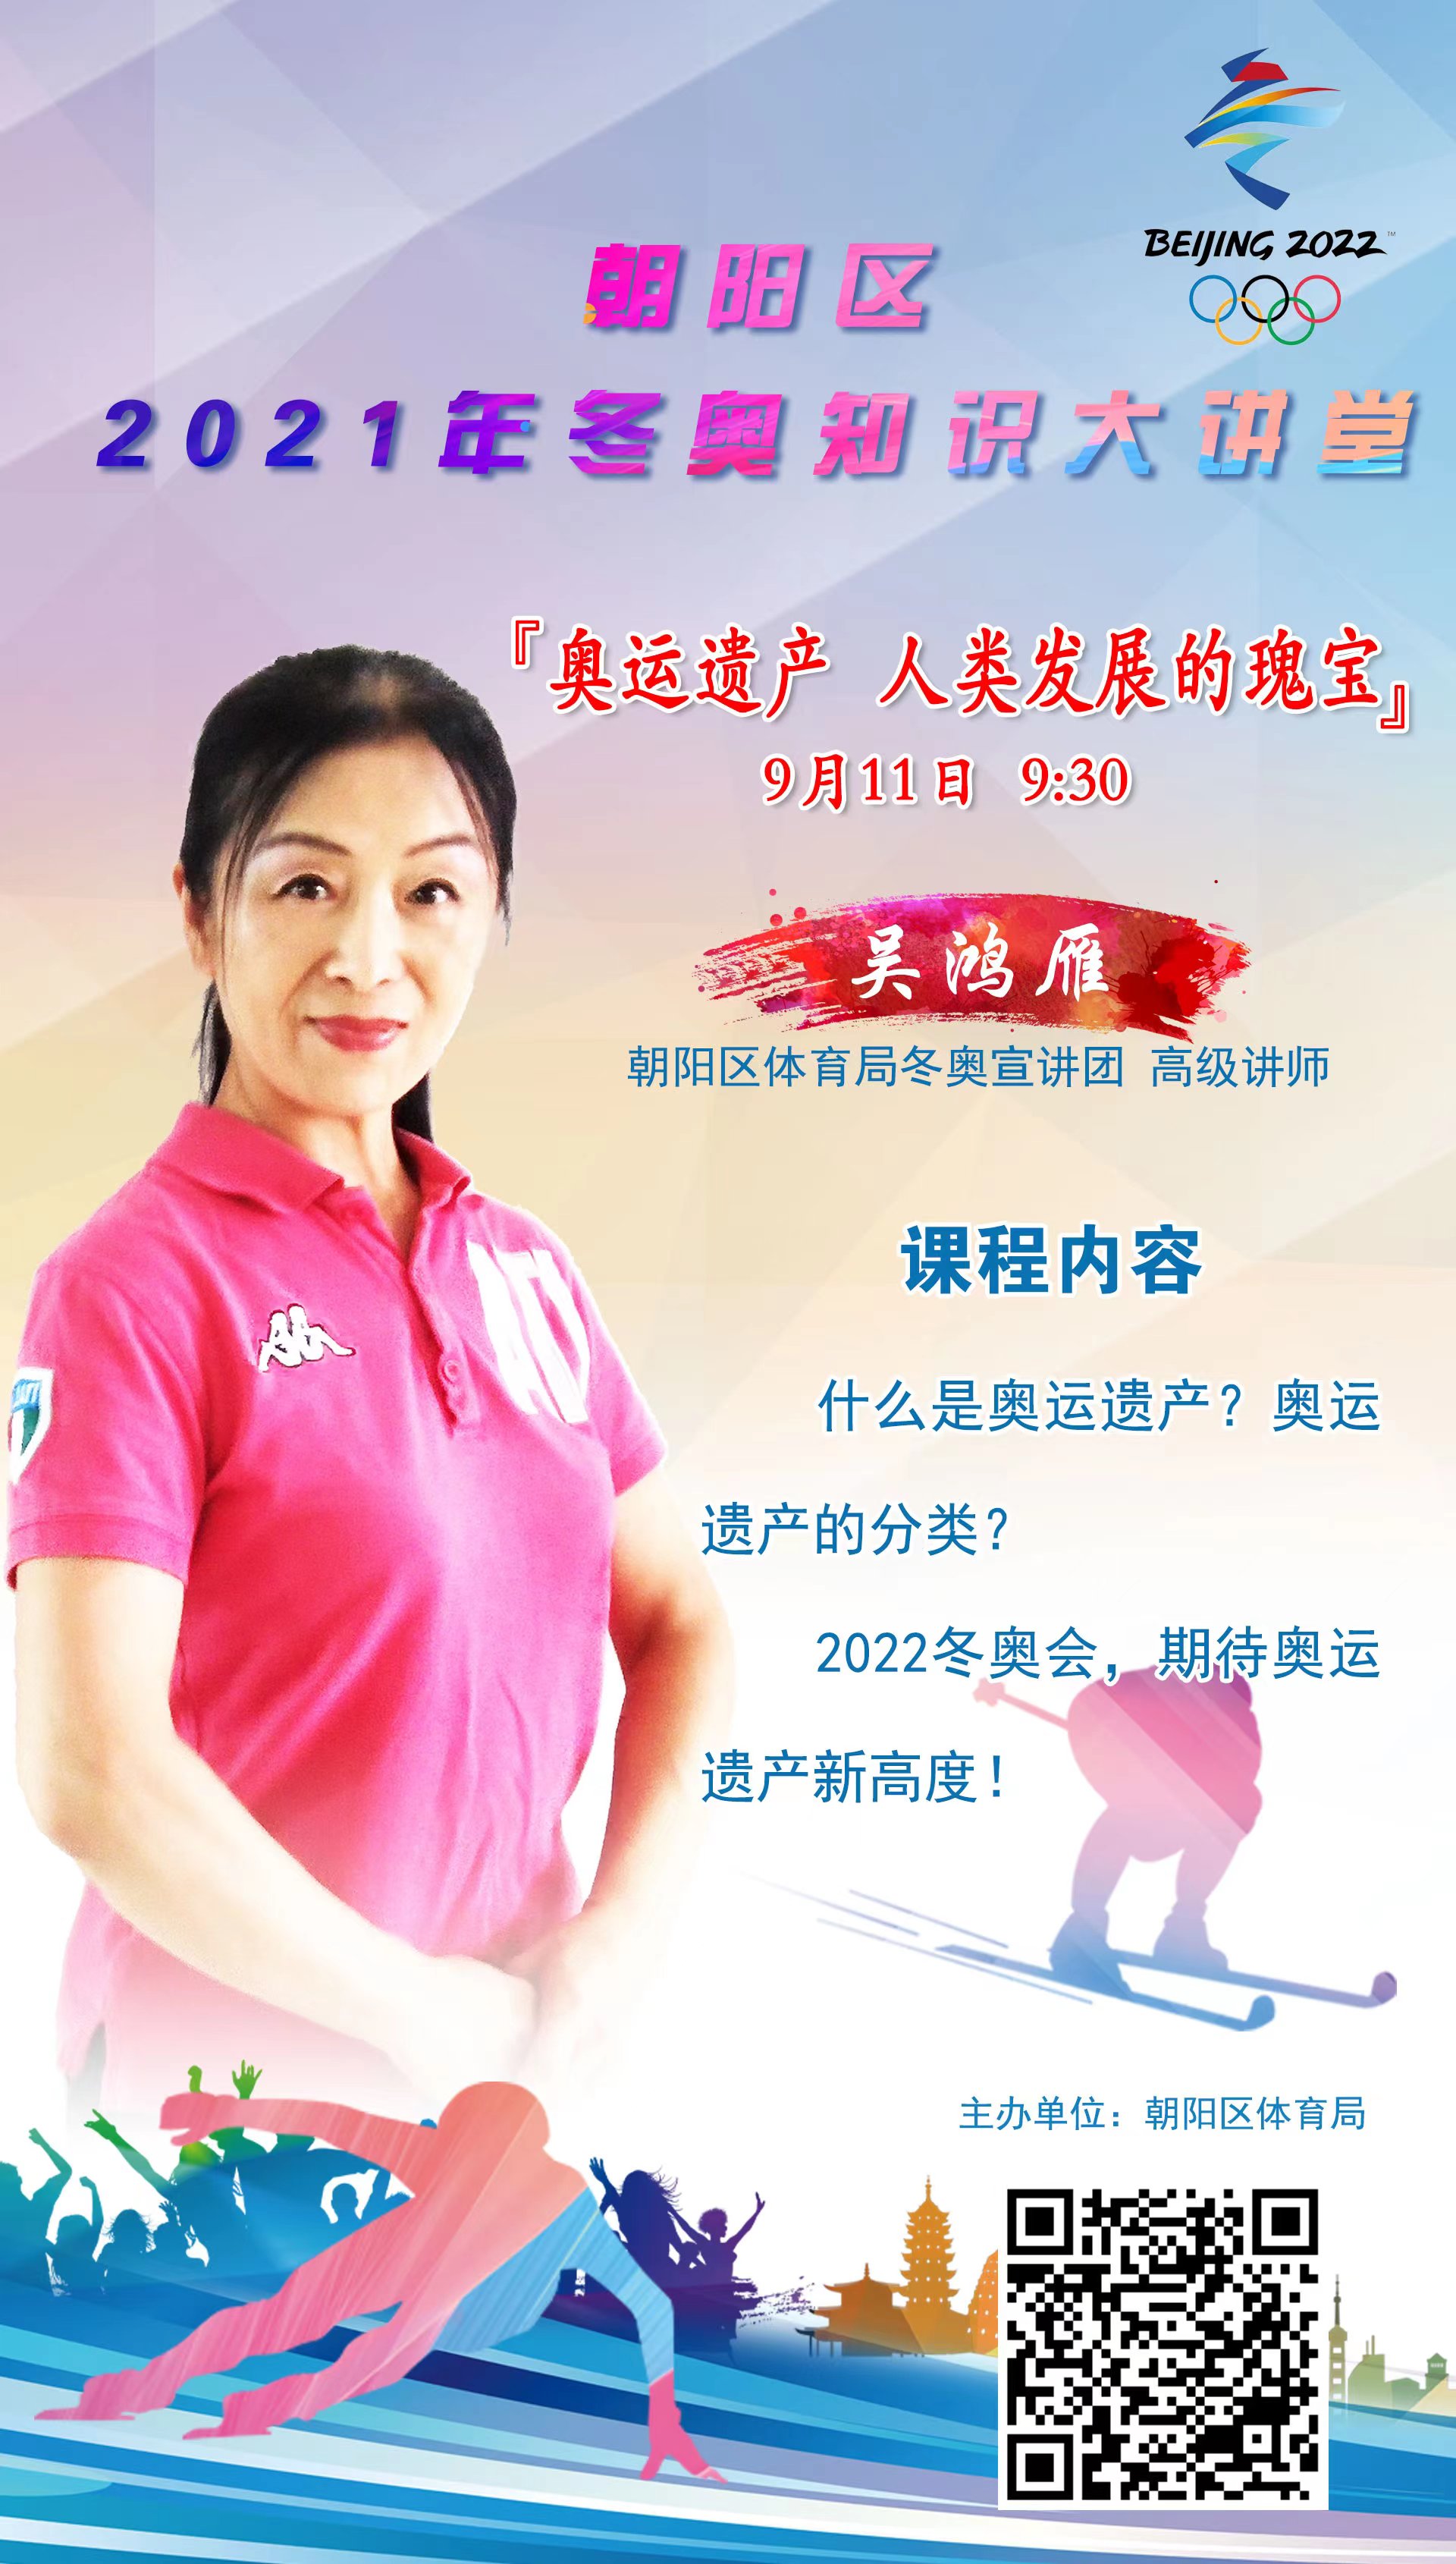 BEIJING 2022™
朝阳区
2021年冬奥知识大讲堂
『奥运遗产 人类发展的瑰宝』
9月11日 9:30
吴鸿雁
朝阳区体育局冬奥宣讲团 高级讲师
课程内容
什么是奥运遗产？奥运
遗产的分类？
2022冬奥会，期待奥运
遗产新高度！
主办单位：朝阳区体育局